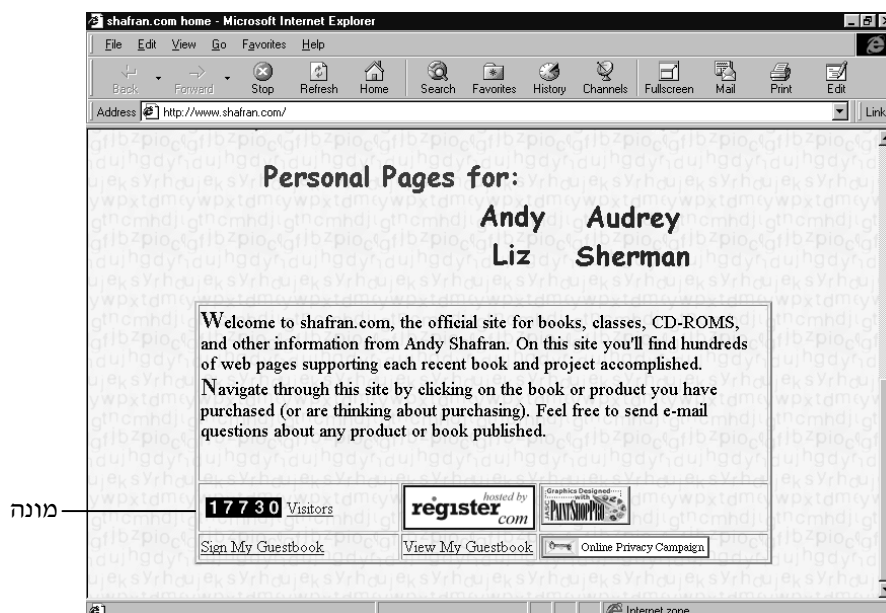 shafran.com home - Microsoft Internet Explorer
File Edit View Go Favorites Help
Back Forward Stop Refresh Home Search Favorites History Channels Fullscreen Mail Print Edit
Address http://www.shafran.com/ Link
Personal Pages for:
Andy Audrey
Liz Sherman
Welcome to shafran.com, the official site for books, classes, CD-ROMS,
and other information from Andy Shafran. On this site you'll find hundreds
of web pages supporting each recent book and project accomplished.
Navigate through this site by clicking on the book or product you have
purchased (or are thinking about purchasing). Feel free to send e-mail
questions about any product or book published.
מונה
17730 Visitors
hosted by
register
com
Graphics Designed
with
JASC
PAINT SHOP PRO
Sign My Guestbook View My Guestbook Online Privacy Campaign
Internet zone